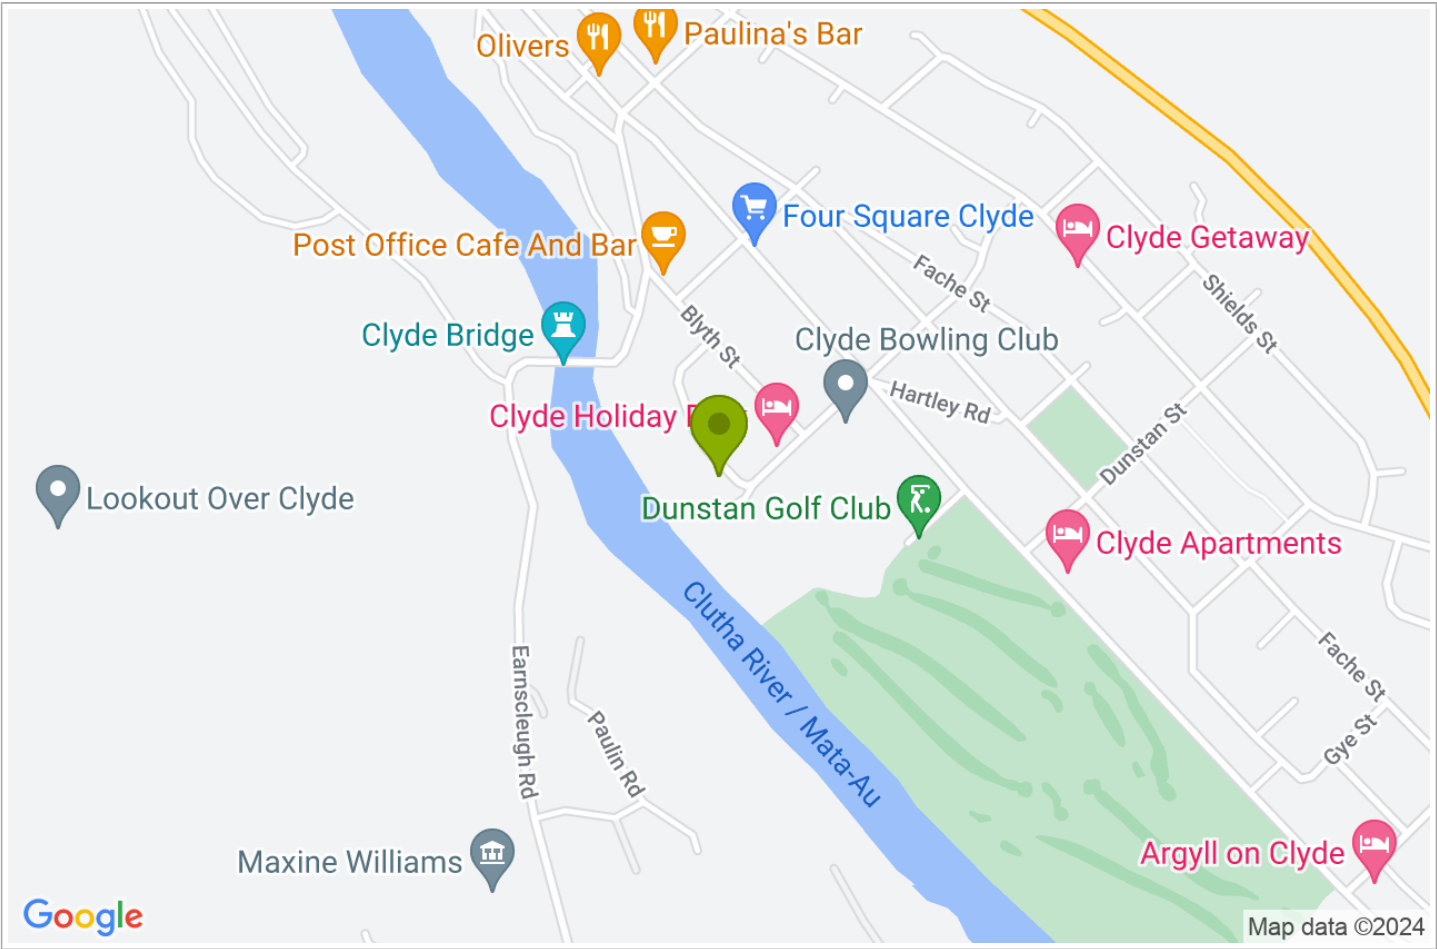 Paulina's Bar
Olivers
Four Square Clyde
Clyde Getaway
Post Office Cafe And Bar
Fache St
Shields St
Blyth St
Clyde Bridge
Clyde Bowling Club
Hartley Rd
Clyde Holiday
Dunstan St
Lookout Over Clyde
Dunstan Golf Club
Clyde Apartments
Clutha River / Mata-Au
Earnscleugh Rd
Paulin Rd
Fache St
Gye St
Maxine Williams
Argyll on Clyde
Google
Map data ©2024